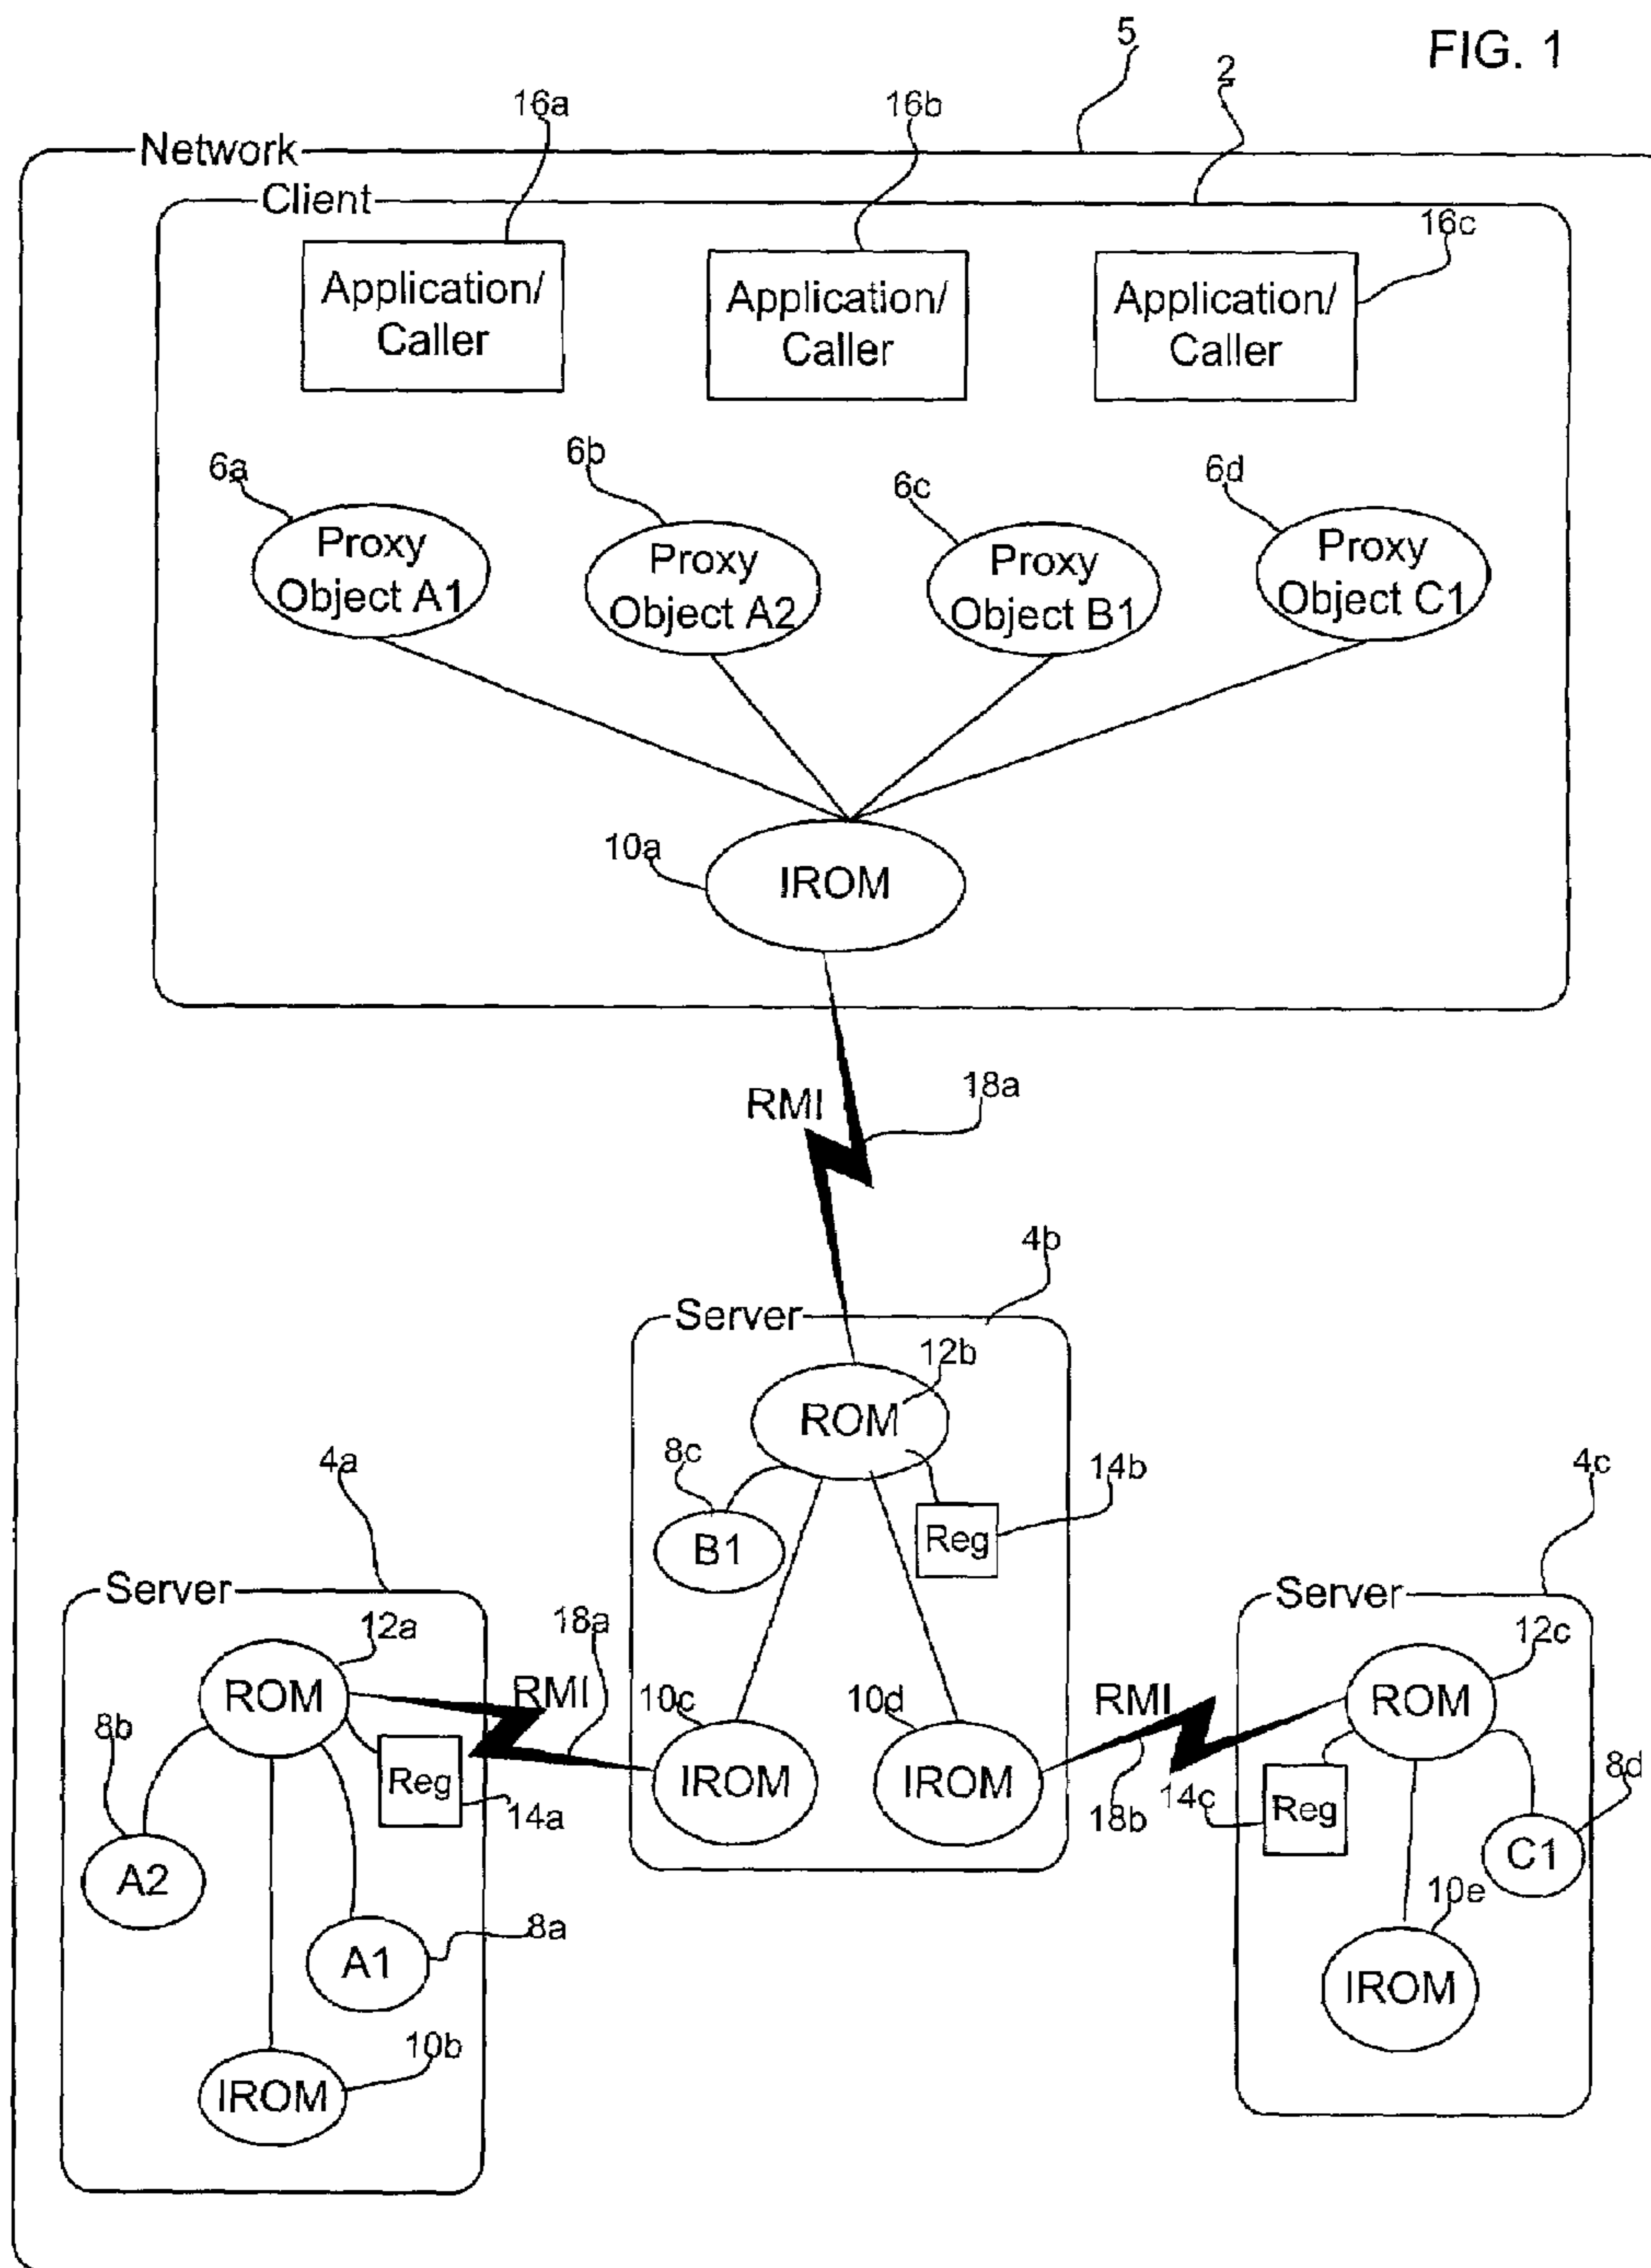 FIG. 1
5
2
16a
16b
Network
Client
16c
Application/
Caller
Application/
Caller
Application/
Caller
6a
6b
6c
6d
Proxy
Object A1
Proxy
Object A2
Proxy
Object B1
Proxy
Object C1
10a
IROM
RMI
18a
4b
Server
12b
ROM
8c
14b
B1
Reg
4a
4c
Server
12a
18a
Server
12c
ROM
RMI
10c
10d
RMI
ROM
8b
Reg
14a
IROM
IROM
18b
14c
Reg
8d
A2
C1
10e
8a
A1
IROM
10b
IROM